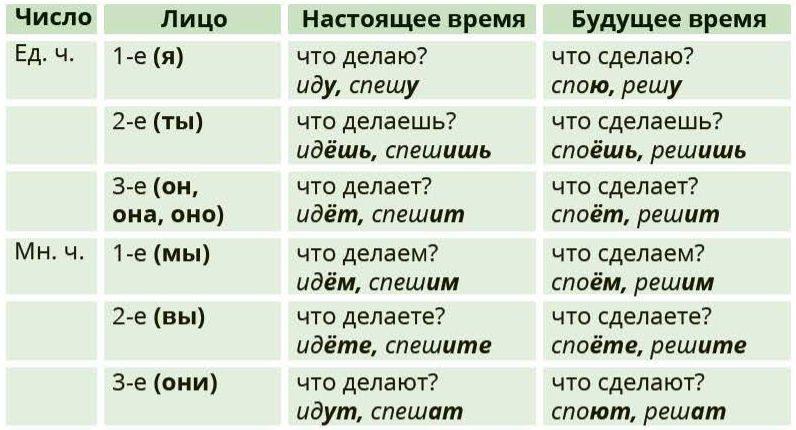 Число Лицо Настоящее время Будущее время
Ед. ч. 1-е (я) что делаю? что сделаю?
иду, спешу спою, решу
2-е (ты) что делаешь? что сделаешь?
идёшь, спешишь споёшь, решишь
3-е (он, что делает? что сделает?
она, оно) идёт, спешит споёт, решит
Мн. ч. 1-е (мы) что делаем? что сделаем?
идём, спешим споём, решим
2-е (вы) что делаете? что сделаете?
идёте, спешите споёте, решите
3-е (они) что делают? что сделают?
идут, спешат споют, решат